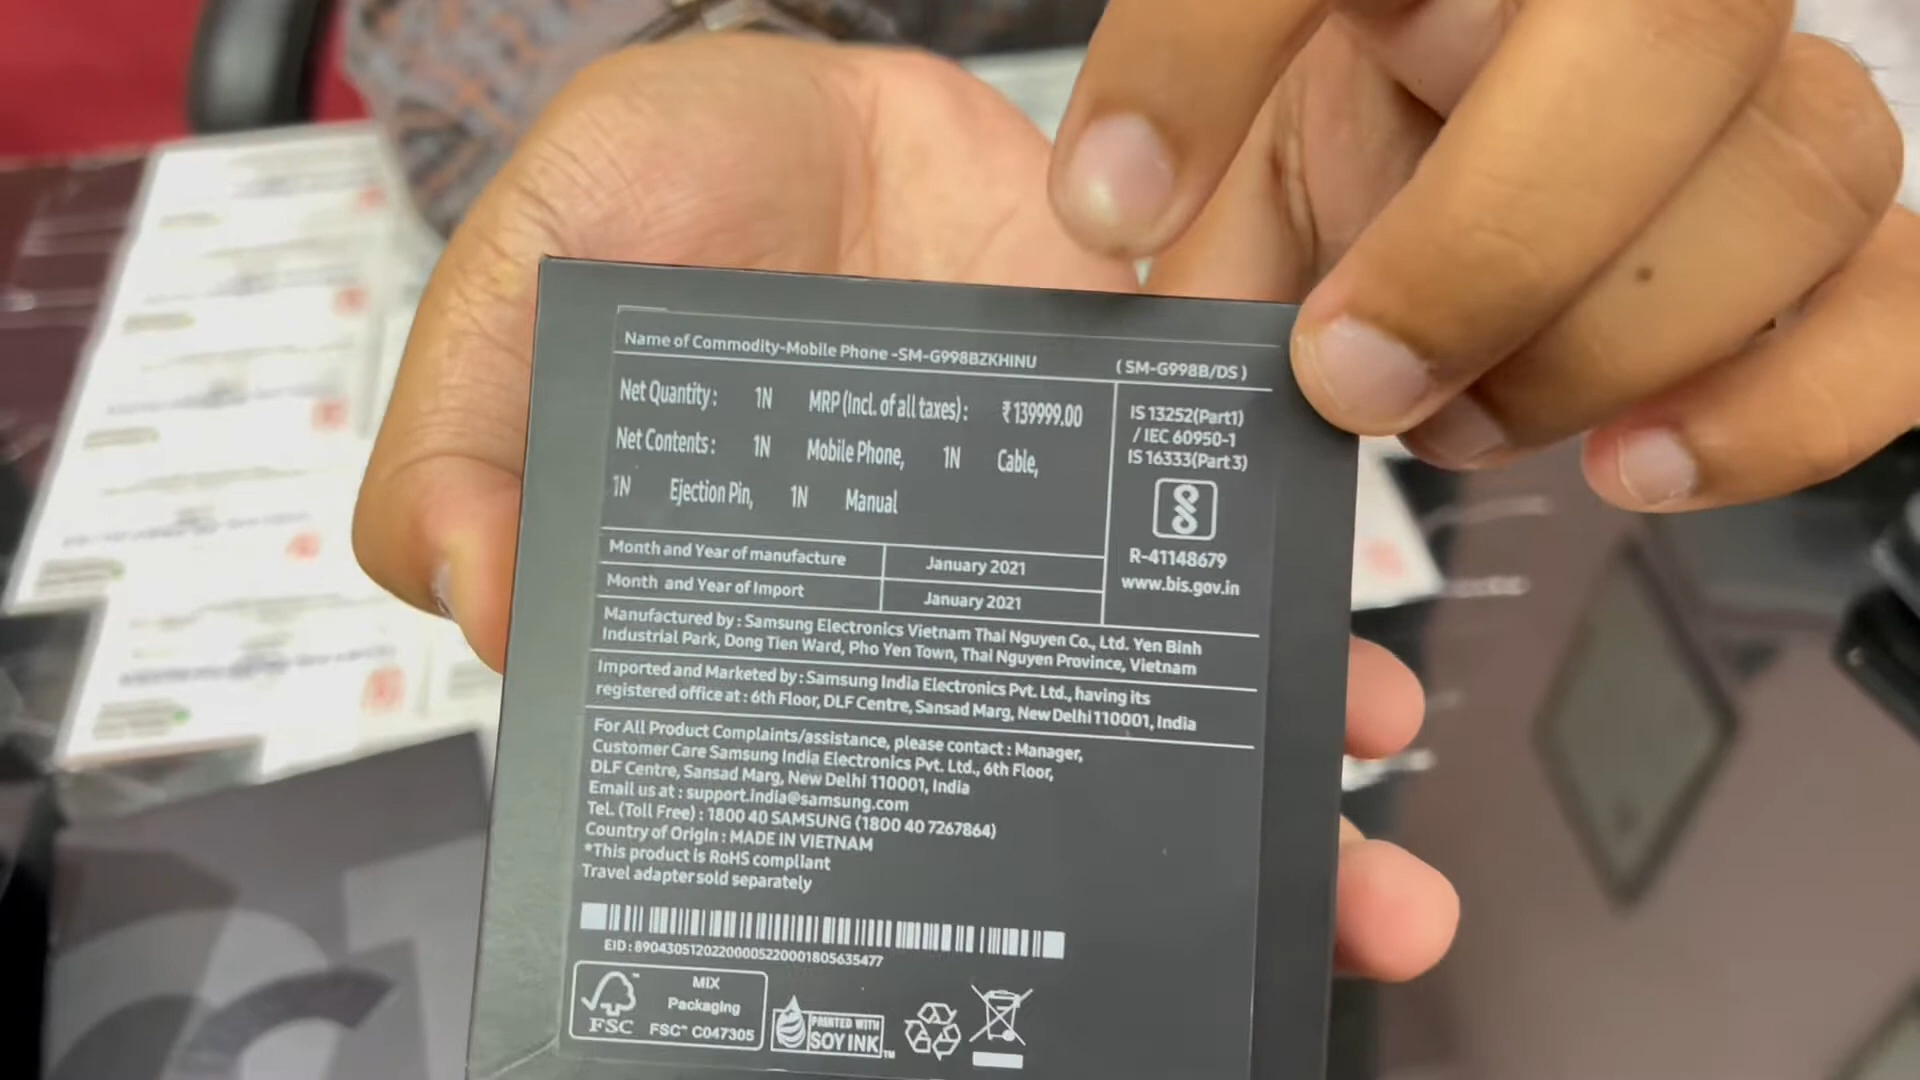 Name of Commodity-Mobile Phone -SM-G998BZKHINU ( SM-G998B/DS )
Net Quantity: 1N MRP (Incl. of all taxes): ₹139999.00
Net Contents: 1N Mobile Phone, 1N Cable,
1N Ejection Pin, 1N Manual
IS 13252(Part1)
/ IEC 60950-1
IS 16333(Part 3)
R-41148679
www.bis.gov.in
Month and Year of manufacture January 2021
Month and Year of Import January 2021
Manufactured by : Samsung Electronics Vietnam Thai Nguyen Co., Ltd. Yen Binh
Industrial Park, Dong Tien Ward, Pho Yen Town, Thai Nguyen Province, Vietnam
Imported and Marketed by : Samsung India Electronics Pvt. Ltd., having its
registered office at : 6th Floor, DLF Centre, Sansad Marg, New Delhi 110001, India
For All Product Complaints/assistance, please contact : Manager,
Customer Care Samsung India Electronics Pvt. Ltd., 6th Floor,
DLF Centre, Sansad Marg, New Delhi 110001, India
Email us at : support.india@samsung.com
Tel. (Toll Free) : 1800 40 SAMSUNG (1800 40 7267864)
Country of Origin : MADE IN VIETNAM
*This product is RoHS compliant
Travel adapter sold separately
EID : 89043051202200005220001805635477
MIX
Packaging
FSC™ C047305
FSC
PRINTED WITH
SOY INK™